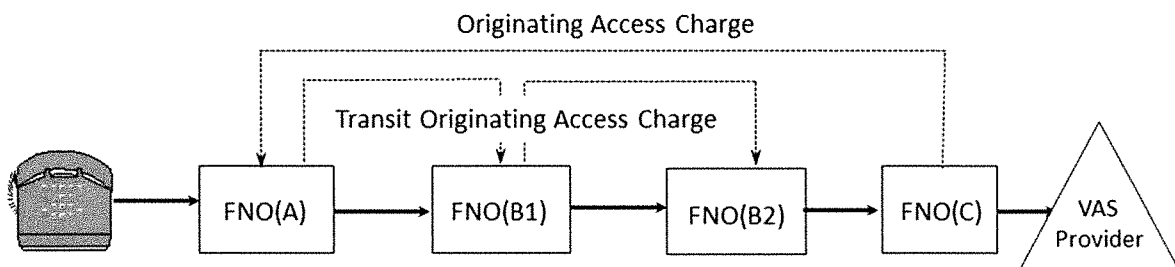 Originating Access Charge
Transit Originating Access Charge
FNO(A)
FNO(B1)
FNO(B2)
FNO(C)
VAS
Provider